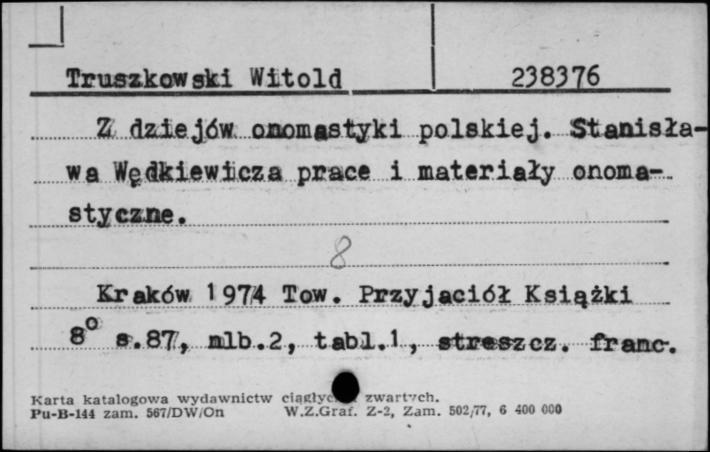 Truszkowski Witold 238376
Z dziejów onomastyki polskiej. Stanisła-
wa Wędkiewicza prace i materiały onoma-
styczne.
8
Kraków 1974 Tow. Przyjaciół Książki
8° s.87, nlb.2, tabl.1, streszcz. franc.
Karta katalogowa wydawnictw zwartych.
Pu-B-144 zam. 567/DW/On W.Z.Graf. Z-2, Zam. 502/77, 6 400 000